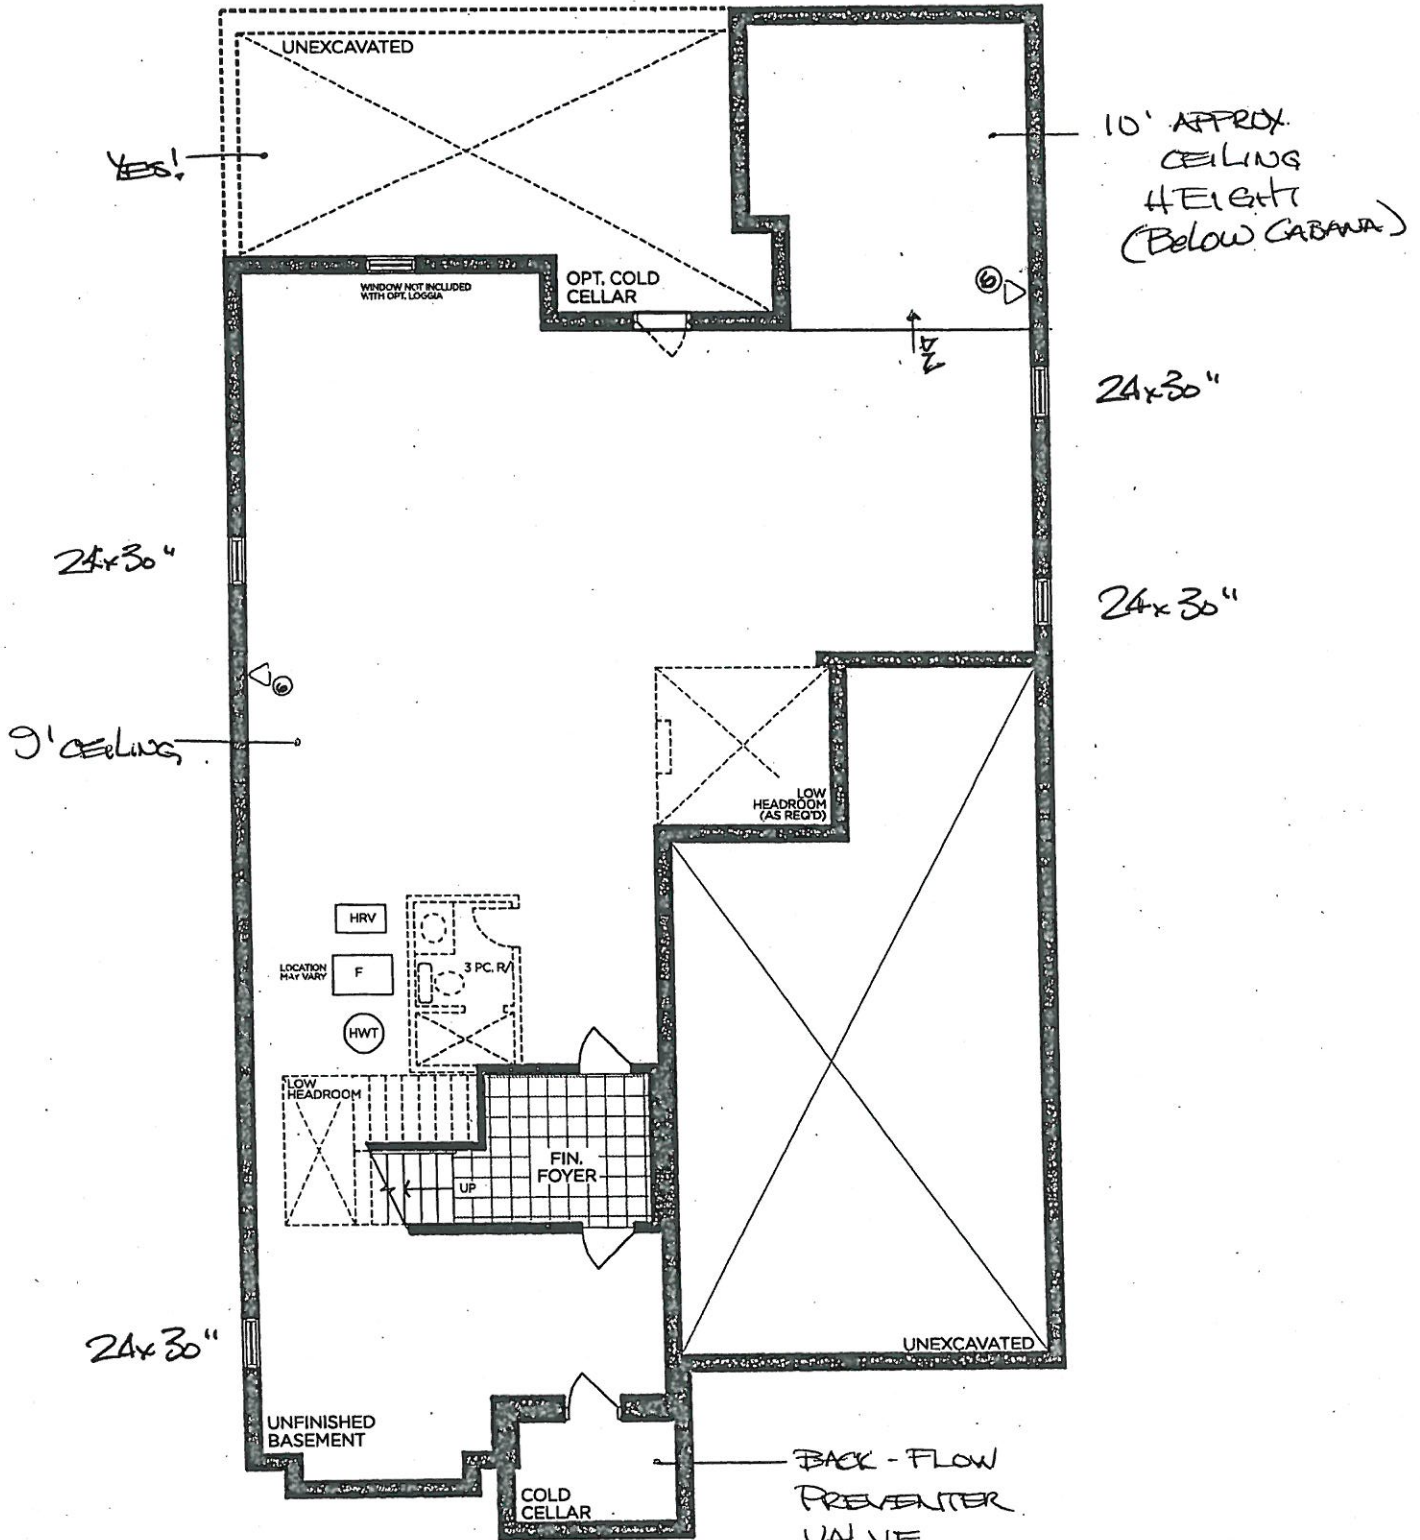 UNEXCAVATED
10' APPROX.
CEILING
HEIGHT
(BELOW CABANA)
YES!
WINDOW NOT INCLUDED
WITH OPT. LOGGIA
OPT. COLD
CELLAR
6
24x30"
24x30"
24x30"
6
9' CEILING
LOW
HEADROOM
(AS REQ'D)
HRV
LOCATION
MAY VARY
F
3 PC. R/
HWT
LOW
HEADROOM
FIN.
FOYER
UP
24x30"
UNEXCAVATED
UNFINISHED
BASEMENT
COLD
CELLAR
BACK-FLOW
PREVENTER
VALVE